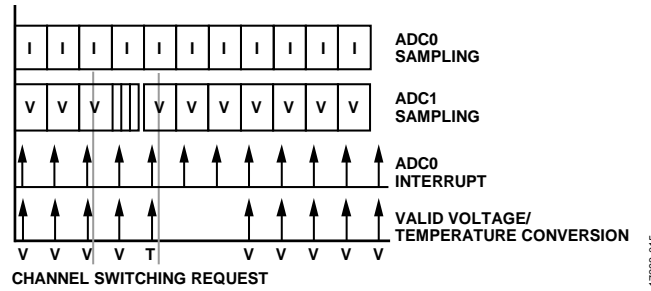 I I I I I I I I I I I
ADC0
SAMPLING
V V V V V V V V V V
ADC1
SAMPLING
ADC0
INTERRUPT
VALID VOLTAGE/
TEMPERATURE CONVERSION
V V V V T V V V V V
CHANNEL SWITCHING REQUEST